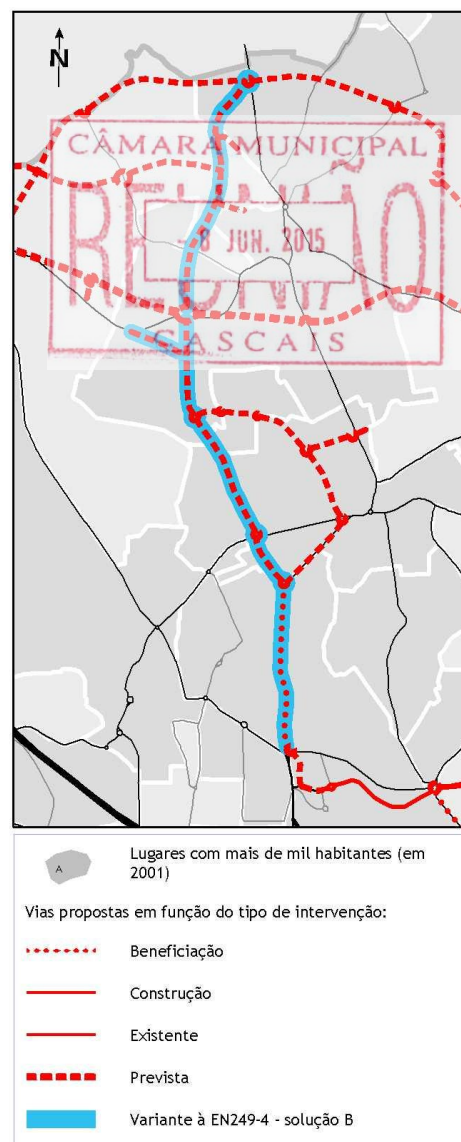 N
CÂMARA MUNICIPAL
REUNIÃO
8 JUN. 2015
CASCAIS
A
Lugares com mais de mil habitantes (em
2001)
Vias propostas em função do tipo de intervenção:
Beneficiação
Construção
Existente
Prevista
Variante à EN249-4 - solução B